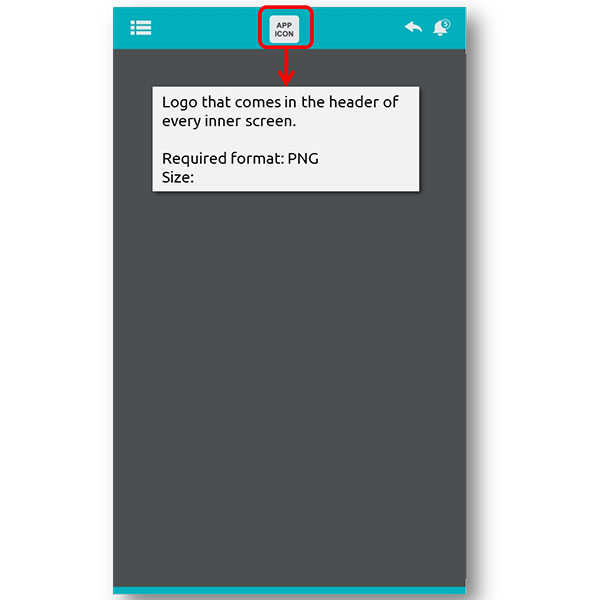 APP
ICON
5
Logo that comes in the header of
every inner screen.
Required format: PNG
Size: